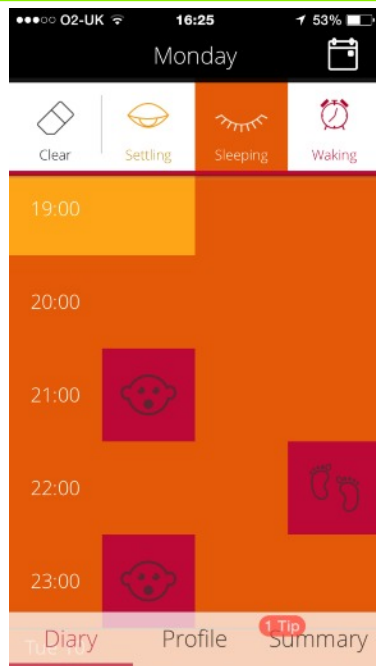 O2-UK 16:25 53%
Monday
Clear Settling Sleeping Waking
19:00
20:00
21:00
22:00
23:00
1 Tip
Diary Profile Summary